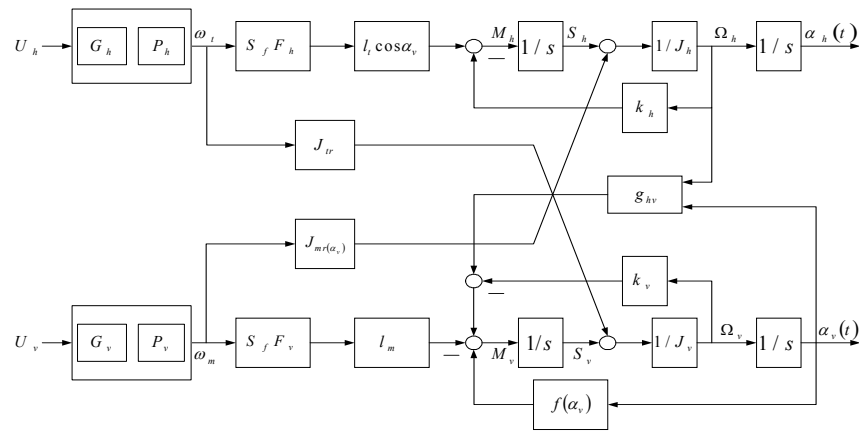 U_h G_h P_h ω_t S_f F_h l_t cosα_v M_h 1/s S_h 1/J_h Ω_h 1/s α_h(t)
—
k_h
J_tr
g_hv
J_mr(α_v)
k_v
—
U_v G_v P_v ω_m S_f F_v l_m — M_v 1/s S_v 1/J_v Ω_v 1/s α_v(t)
f(α_v)